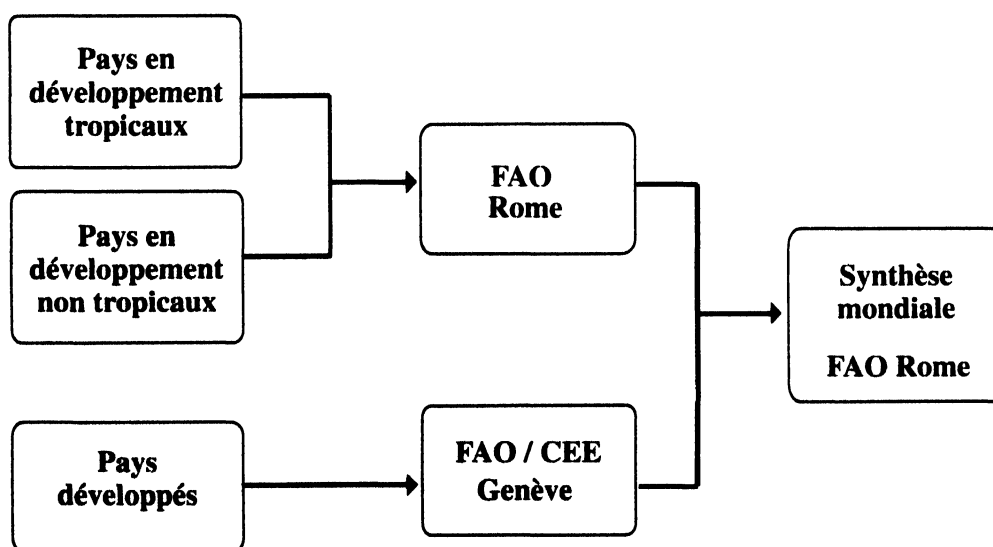 Pays en
développement
tropicaux
Pays en
développement
non tropicaux
Pays
développés
FAO
Rome
FAO / CEE
Genève
Synthèse
mondiale
FAO Rome